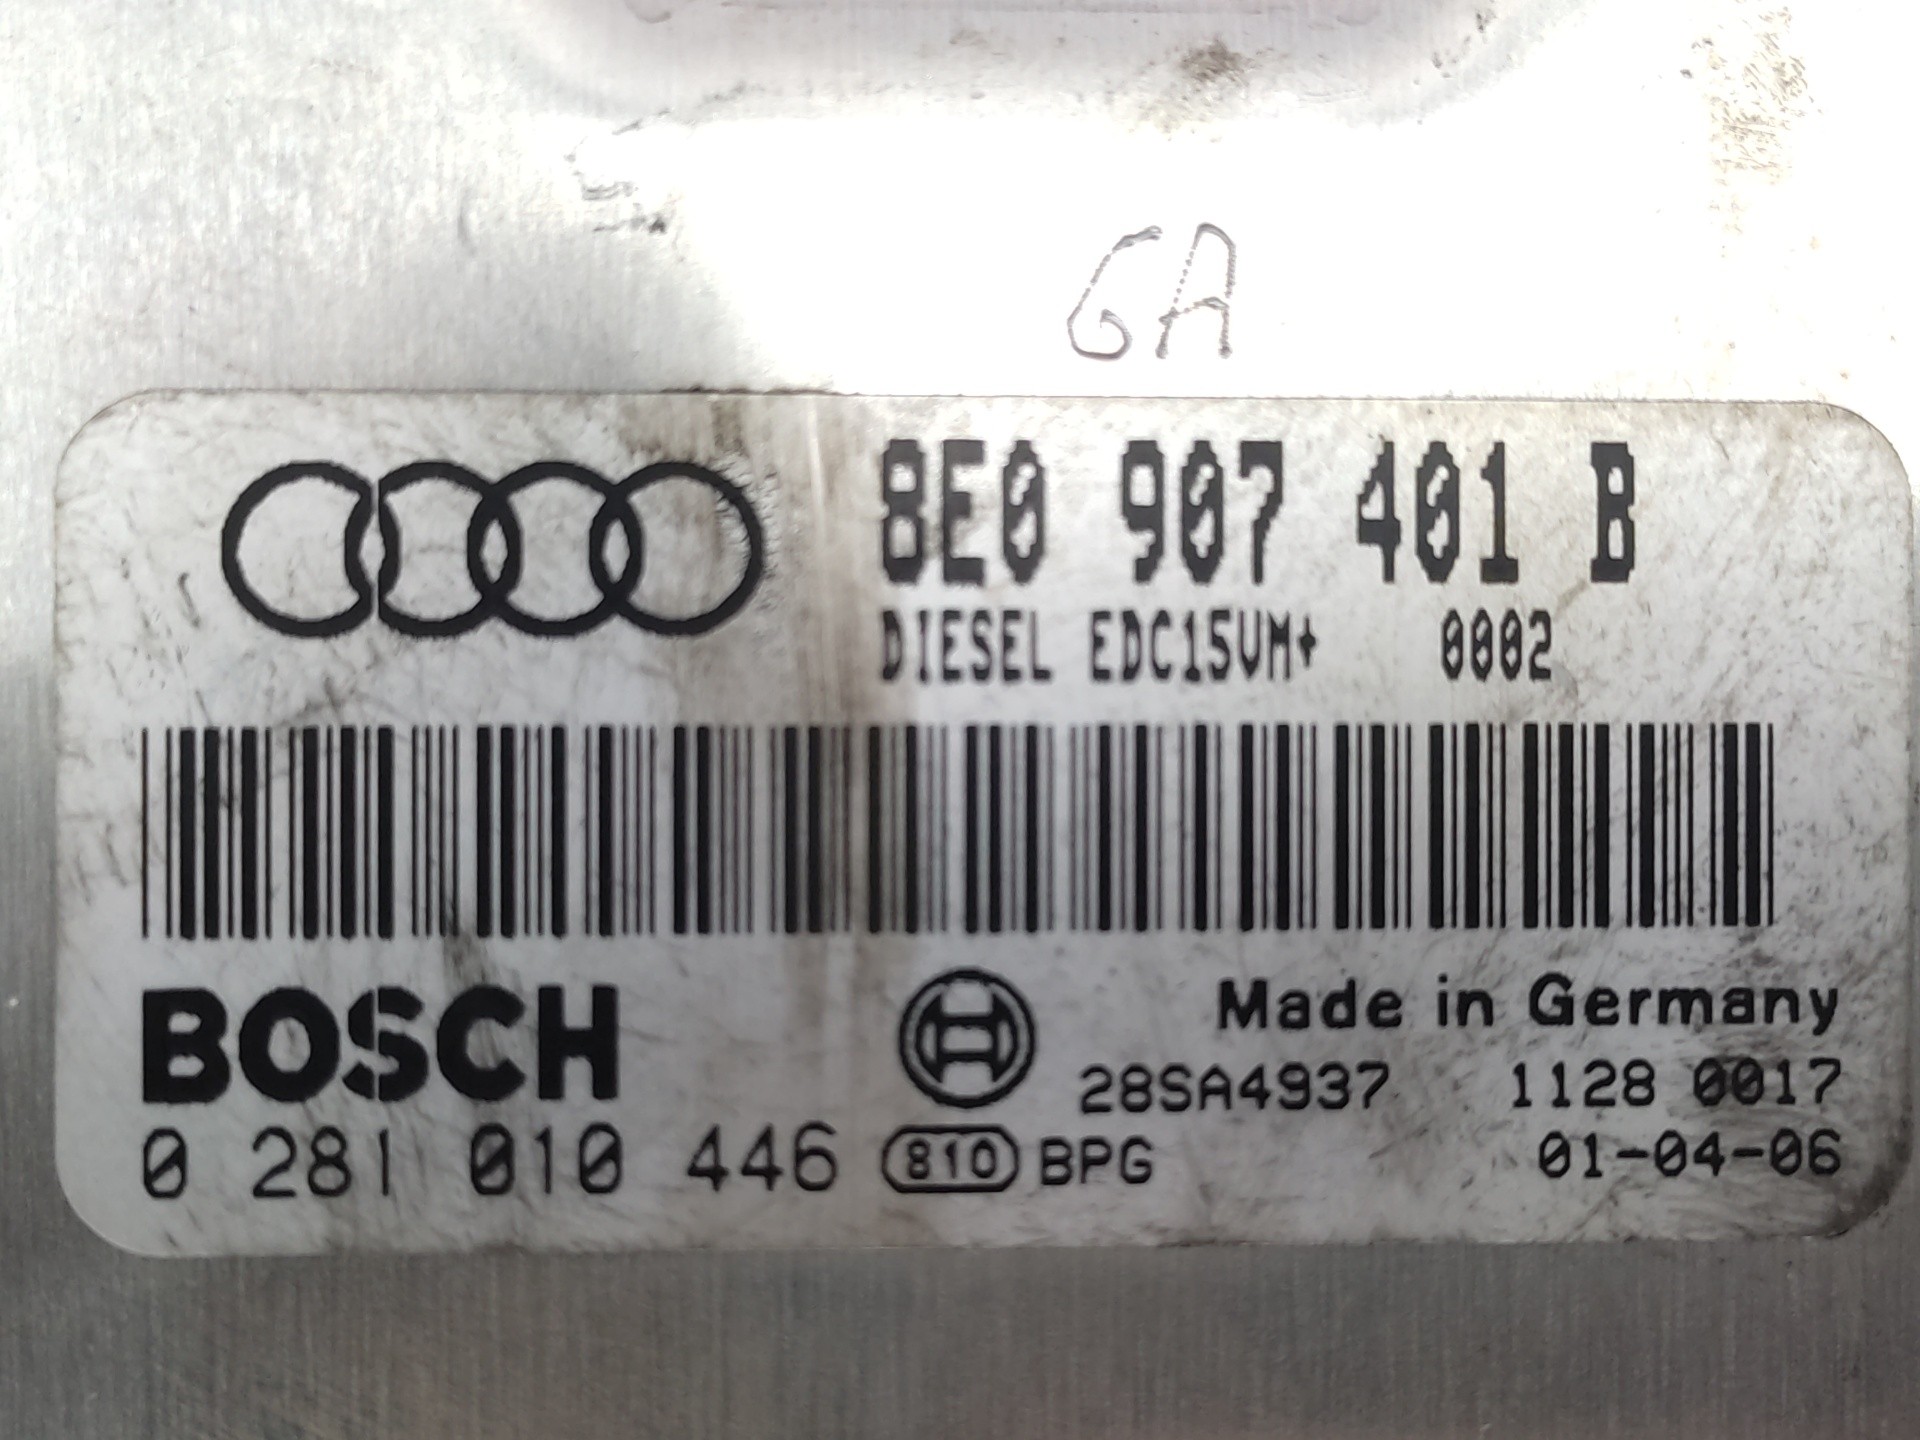 GA
8E0 907 401 B
DIESEL EDC15VM+ 0002
BOSCH
Made in Germany
28SA4937 1128 0017
0 281 010 446 810 BPG 01-04-06